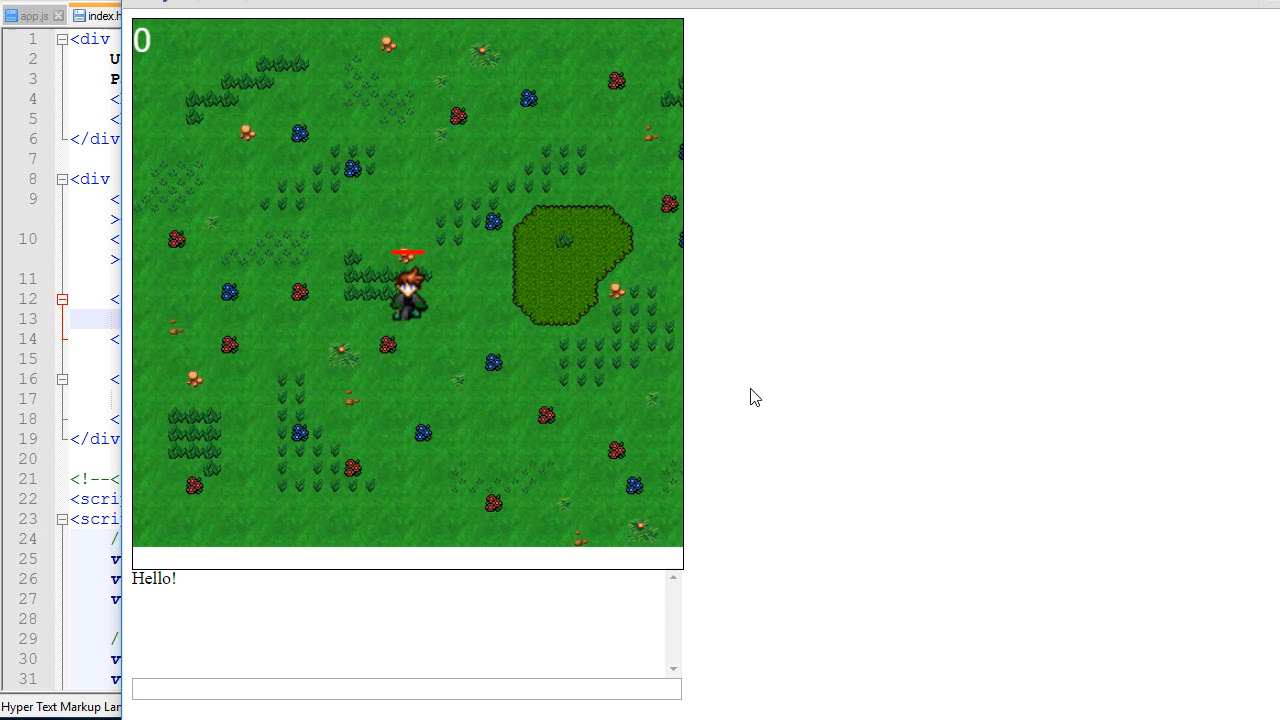 app.js
index.h
1 <div
2 U
3 P
4 <
5 <
6 </div
7
8 <div
9 <
>
10 <
>
11
12 <
13
14 <
15
16 <
17
18 <
19 </div
20
21 <!--<
22 <scri
23 <scri
24 /
25 v
26 v
27 v
28
29 /
30 v
31 v
Hyper Text Markup Lan
0
Hello!